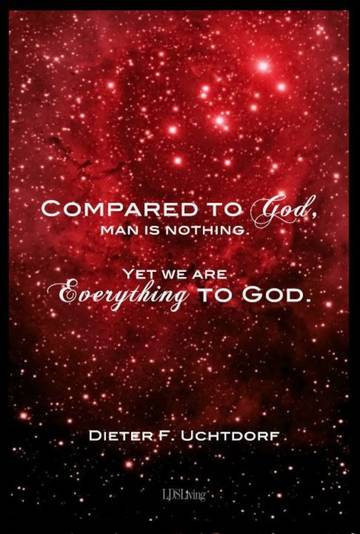 Compared to God,
man is nothing.
Yet we are
Everything to God.
Dieter F. Uchtdorf
LDSLiving